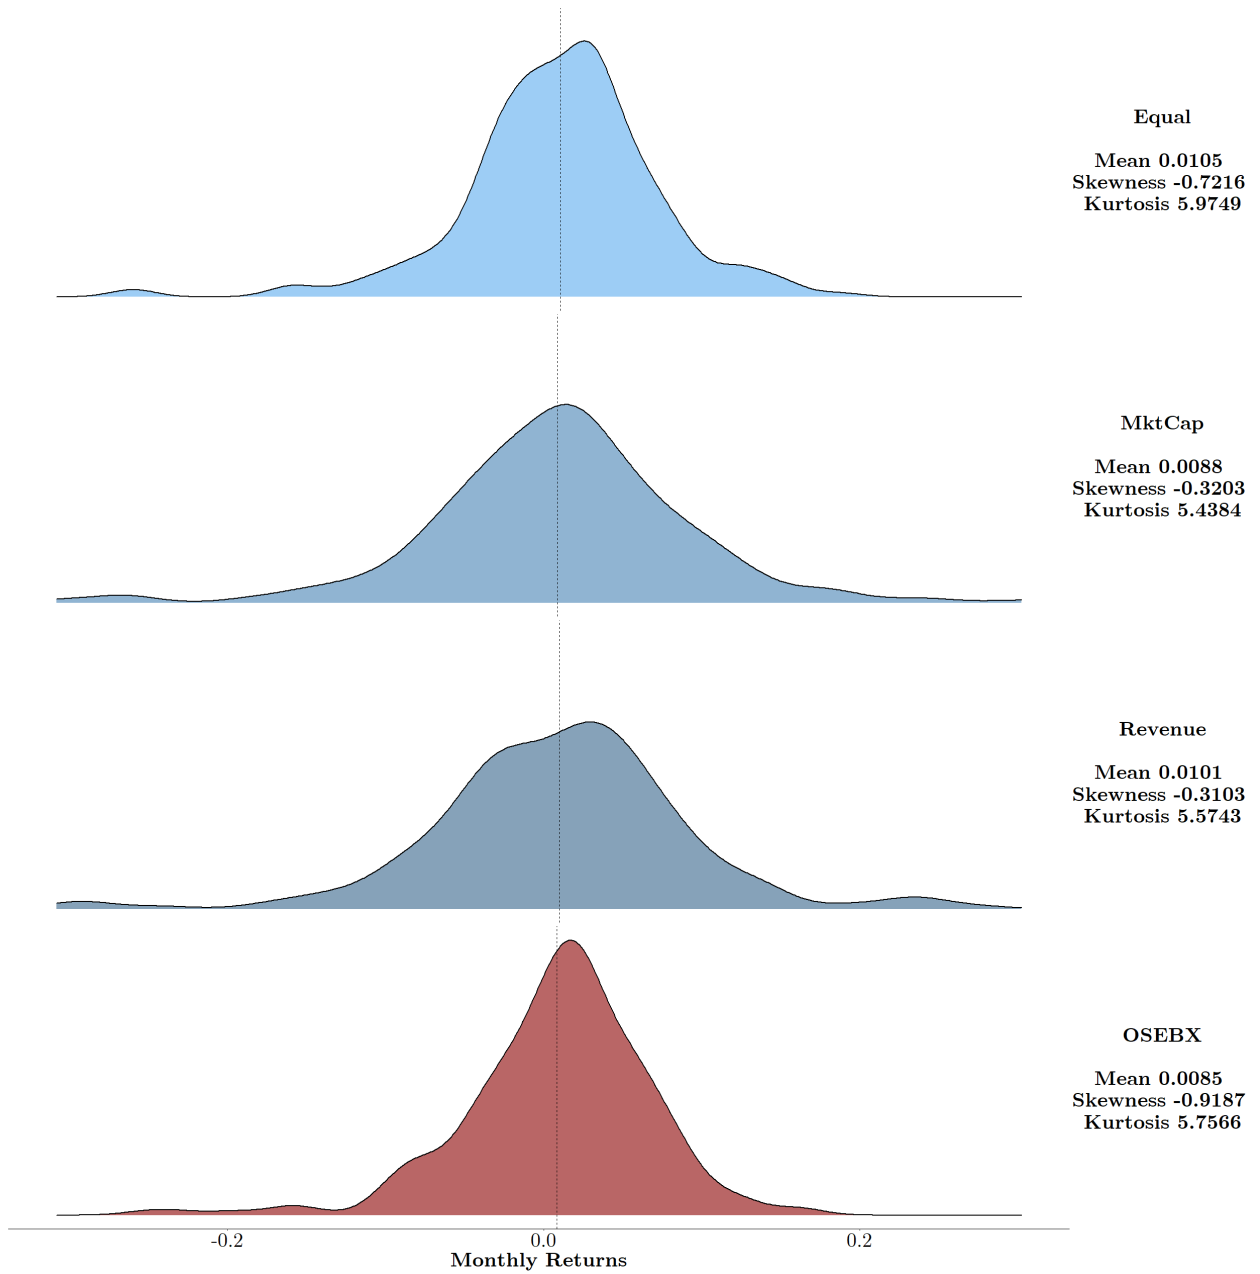 Equal
Mean 0.0105
Skewness -0.7216
Kurtosis 5.9749
MktCap
Mean 0.0088
Skewness -0.3203
Kurtosis 5.4384
Revenue
Mean 0.0101
Skewness -0.3103
Kurtosis 5.5743
OSEBX
Mean 0.0085
Skewness -0.9187
Kurtosis 5.7566
-0.2 0.0 0.2
Monthly Returns